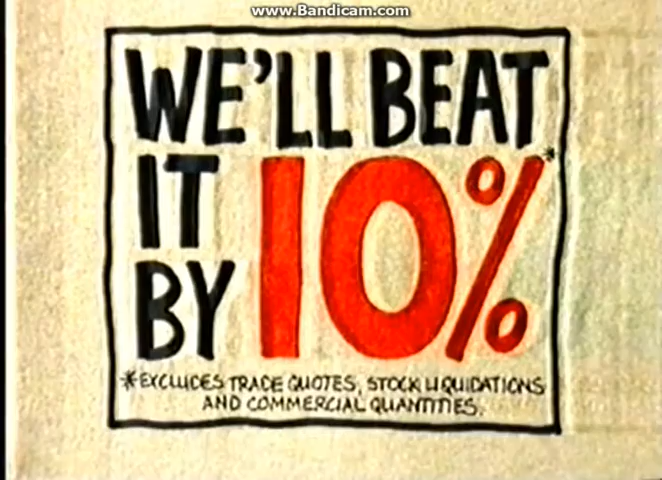 www.Bandicam.com
WE'LL BEAT
IT
BY 10%*
*EXCLUDES TRADE QUOTES, STOCK LIQUIDATIONS
AND COMMERCIAL QUANTITIES.